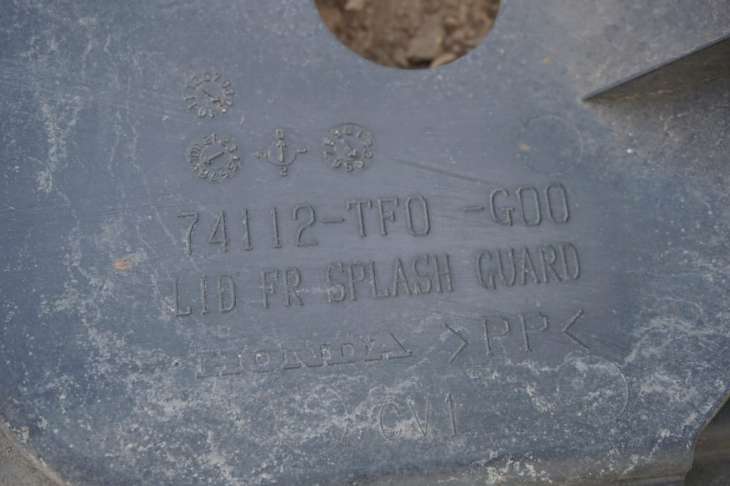 74112-TF0 -G00
LID FR SPLASH GUARD
HONDA >PP<
CV1